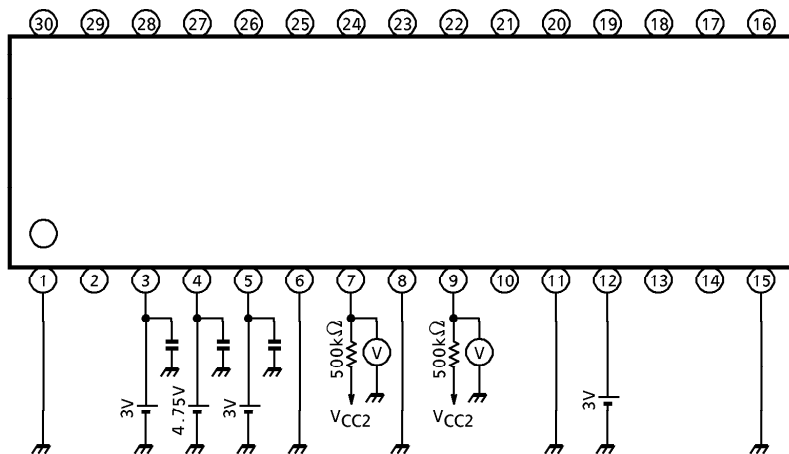 30 29 28 27 26 25 24 23 22 21 20 19 18 17 16
1 2 3 4 5 6 7 8 9 10 11 12 13 14 15
500kΩ V 500kΩ V
3V 4.75V 3V 3V
VCC2 VCC2